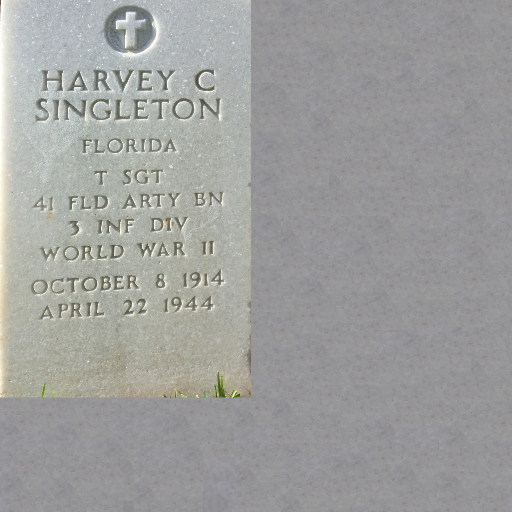 HARVEY C
SINGLETON
FLORIDA
T SGT
41 FLD ARTY BN
3 INF DIV
WORLD WAR II
OCTOBER 8 1914
APRIL 22 1944